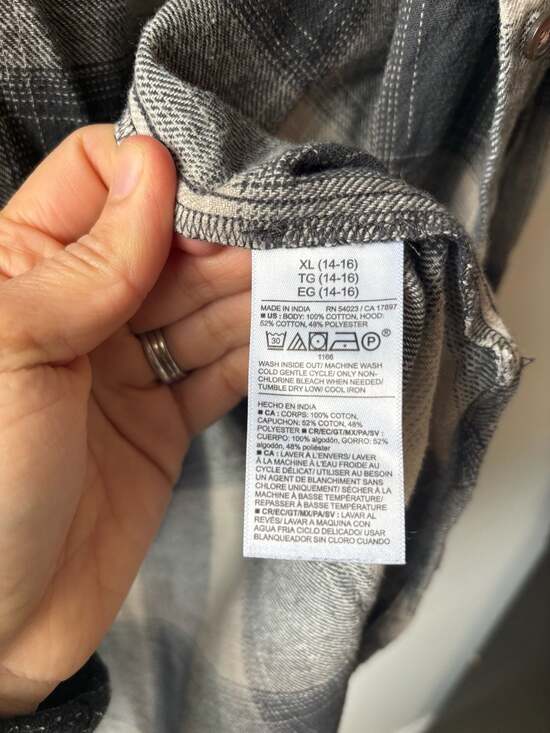 XL (14-16)
TG (14-16)
EG (14-16)
MADE IN INDIA RN 54023 / CA 17897
■ US : BODY: 100% COTTON, HOOD:
52% COTTON, 48% POLYESTER
30 P ®
1166
WASH INSIDE OUT/ MACHINE WASH
COLD GENTLE CYCLE/ ONLY NON-
CHLORINE BLEACH WHEN NEEDED/
TUMBLE DRY LOW/ COOL IRON
HECHO EN INDIA
■ CA : CORPS: 100% COTON,
CAPUCHON: 52% COTON, 48%
POLYESTER ■ CR/EC/GT/MX/PA/SV :
CUERPO: 100% algodón, GORRO: 52%
algodón, 48% poliéster
■ CA : LAVER À L'ENVERS/ LAVER
À LA MACHINE À L'EAU FROIDE AU
CYCLE DÉLICAT/ UTILISER AU BESOIN
UN AGENT DE BLANCHIMENT SANS
CHLORE UNIQUEMENT/ SÉCHER À LA
MACHINE À BASSE TEMPÉRATURE/
REPASSER À BASSE TEMPÉRATURE
■ CR/EC/GT/MX/PA/SV : LAVAR AL
REVÉS/ LAVAR A MAQUINA CON
AGUA FRIA CICLO DELICADO/ USAR
BLANQUEADOR SIN CLORO CUANDO